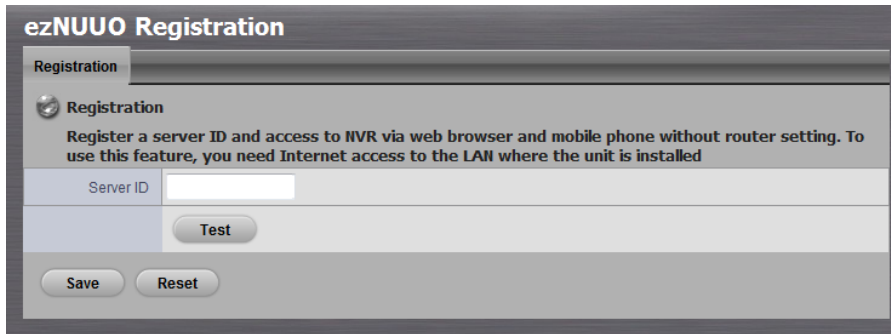 ezNUUO Registration
Registration
Registration
Register a server ID and access to NVR via web browser and mobile phone without router setting. To
use this feature, you need Internet access to the LAN where the unit is installed
Server ID
Test
Save Reset